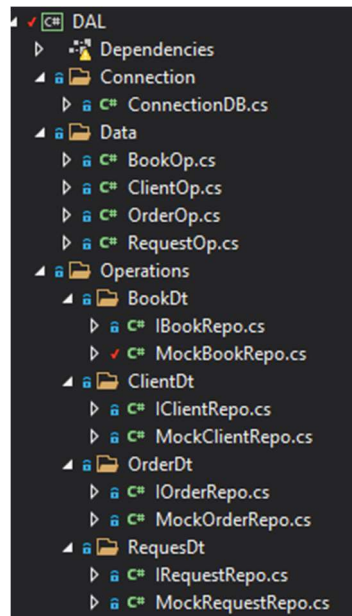 C# DAL
Dependencies
Connection
C# ConnectionDB.cs
Data
C# BookOp.cs
C# ClientOp.cs
C# OrderOp.cs
C# RequestOp.cs
Operations
BookDt
C# IBookRepo.cs
C# MockBookRepo.cs
ClientDt
C# IClientRepo.cs
C# MockClientRepo.cs
OrderDt
C# IOrderRepo.cs
C# MockOrderRepo.cs
RequesDt
C# IRequestRepo.cs
C# MockRequestRepo.cs